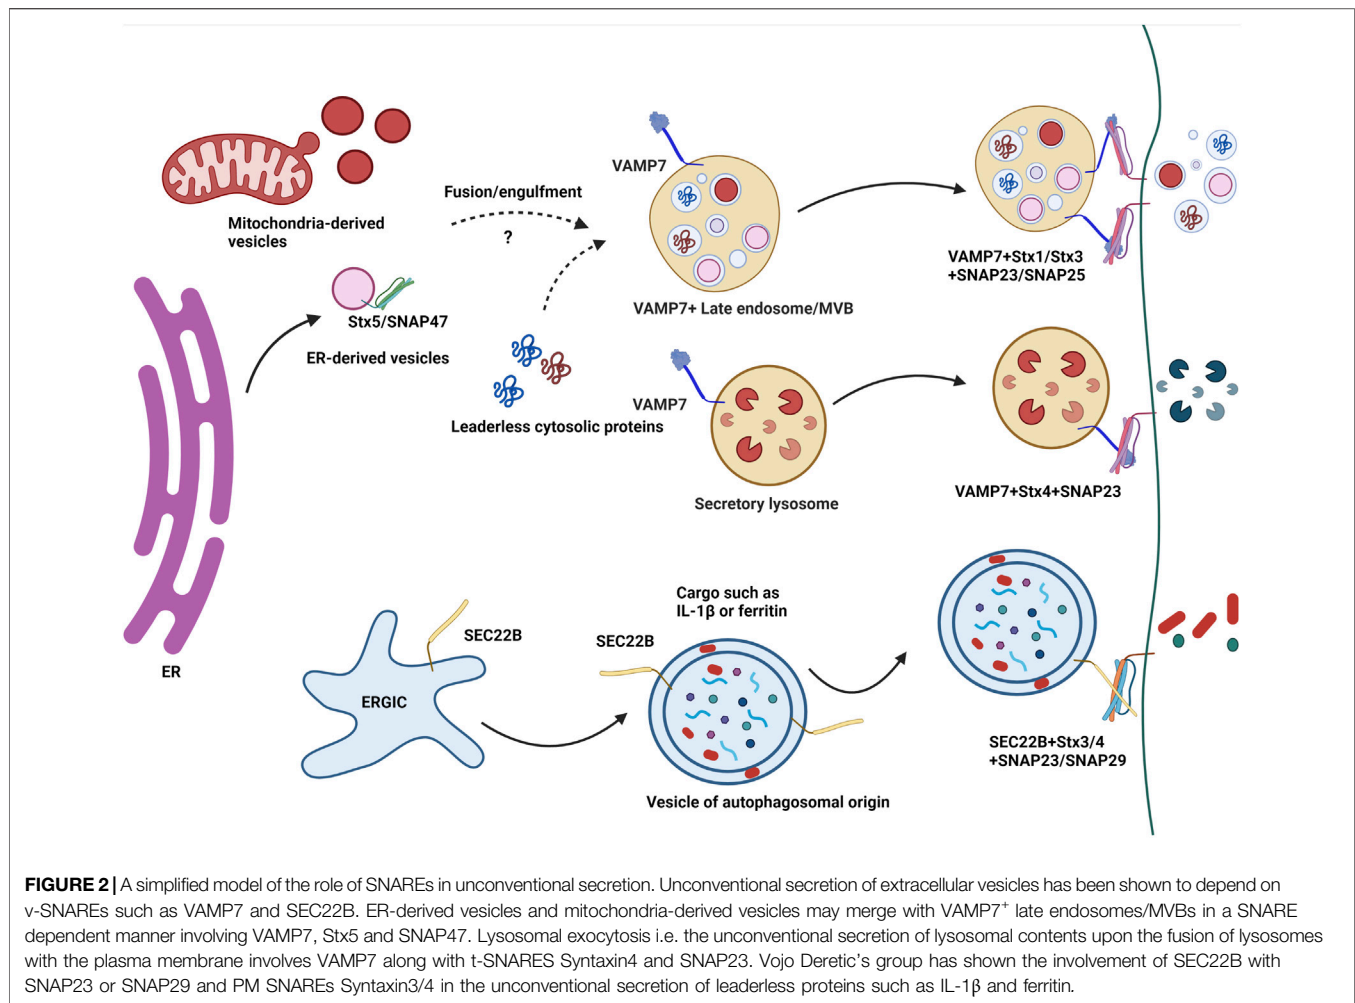 Mitochondria-derived
vesicles
Fusion/engulfment
?
VAMP7
VAMP7+ Late endosome/MVB
VAMP7+Stx1/Stx3
+SNAP23/SNAP25
Stx5/SNAP47
ER-derived vesicles
Leaderless cytosolic proteins
VAMP7
Secretory lysosome
VAMP7+Stx4+SNAP23
ER
SEC22B
ERGIC
Cargo such as
IL-1β or ferritin
SEC22B
Vesicle of autophagosomal origin
SEC22B+Stx3/4
+SNAP23/SNAP29
FIGURE 2 | A simplified model of the role of SNAREs in unconventional secretion. Unconventional secretion of extracellular vesicles has been shown to depend on
v-SNAREs such as VAMP7 and SEC22B. ER-derived vesicles and mitochondria-derived vesicles may merge with VAMP7⁺ late endosomes/MVBs in a SNARE
dependent manner involving VAMP7, Stx5 and SNAP47. Lysosomal exocytosis i.e. the unconventional secretion of lysosomal contents upon the fusion of lysosomes
with the plasma membrane involves VAMP7 along with t-SNARES Syntaxin4 and SNAP23. Vojo Deretic's group has shown the involvement of SEC22B with
SNAP23 or SNAP29 and PM SNAREs Syntaxin3/4 in the unconventional secretion of leaderless proteins such as IL-1β and ferritin.